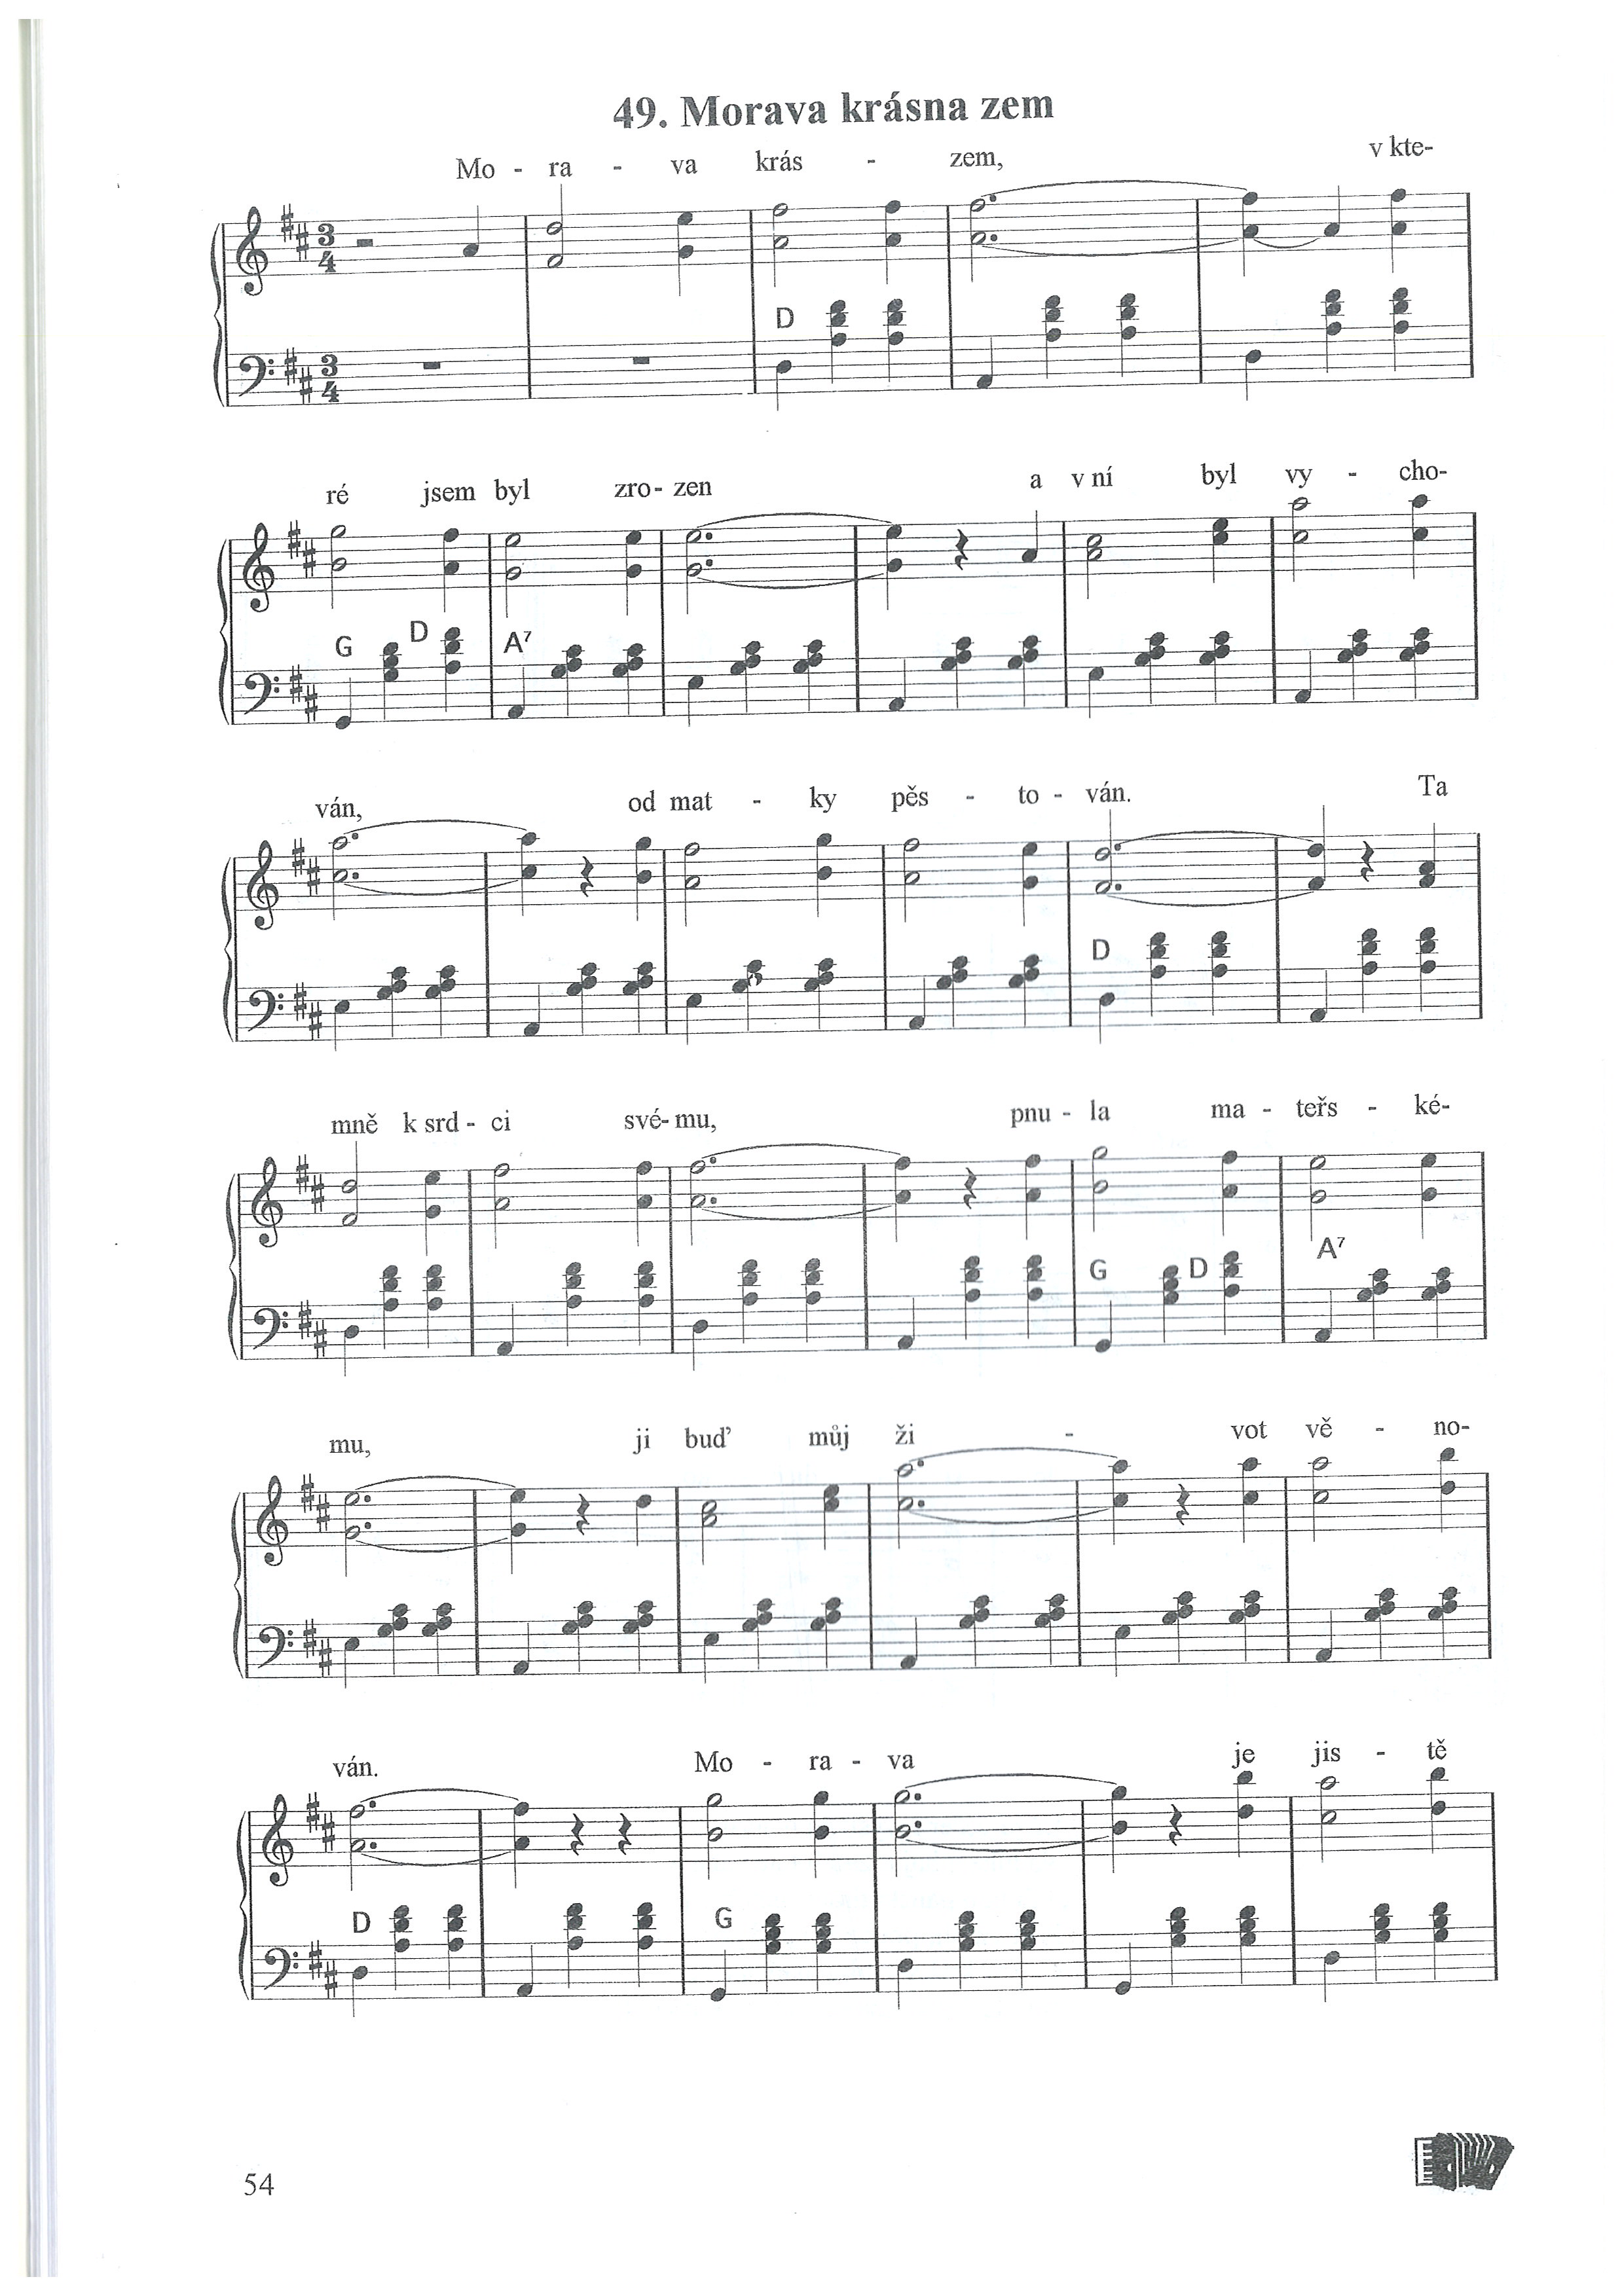 49. Morava krásna zem
Mo - ra - va krás - zem, v kte-
3 4
D
3 4
ré jsem byl zro- zen a v ní byl vy - cho-
G D A7
ván, od mat - ky pěs - to - ván. Ta
D
mně k srd - ci své- mu, pnu - la ma - teřs - ké-
G D A7
mu, ji buď můj ži - vot vě - no-
ván. Mo - ra - va je jis - tě
D G
54